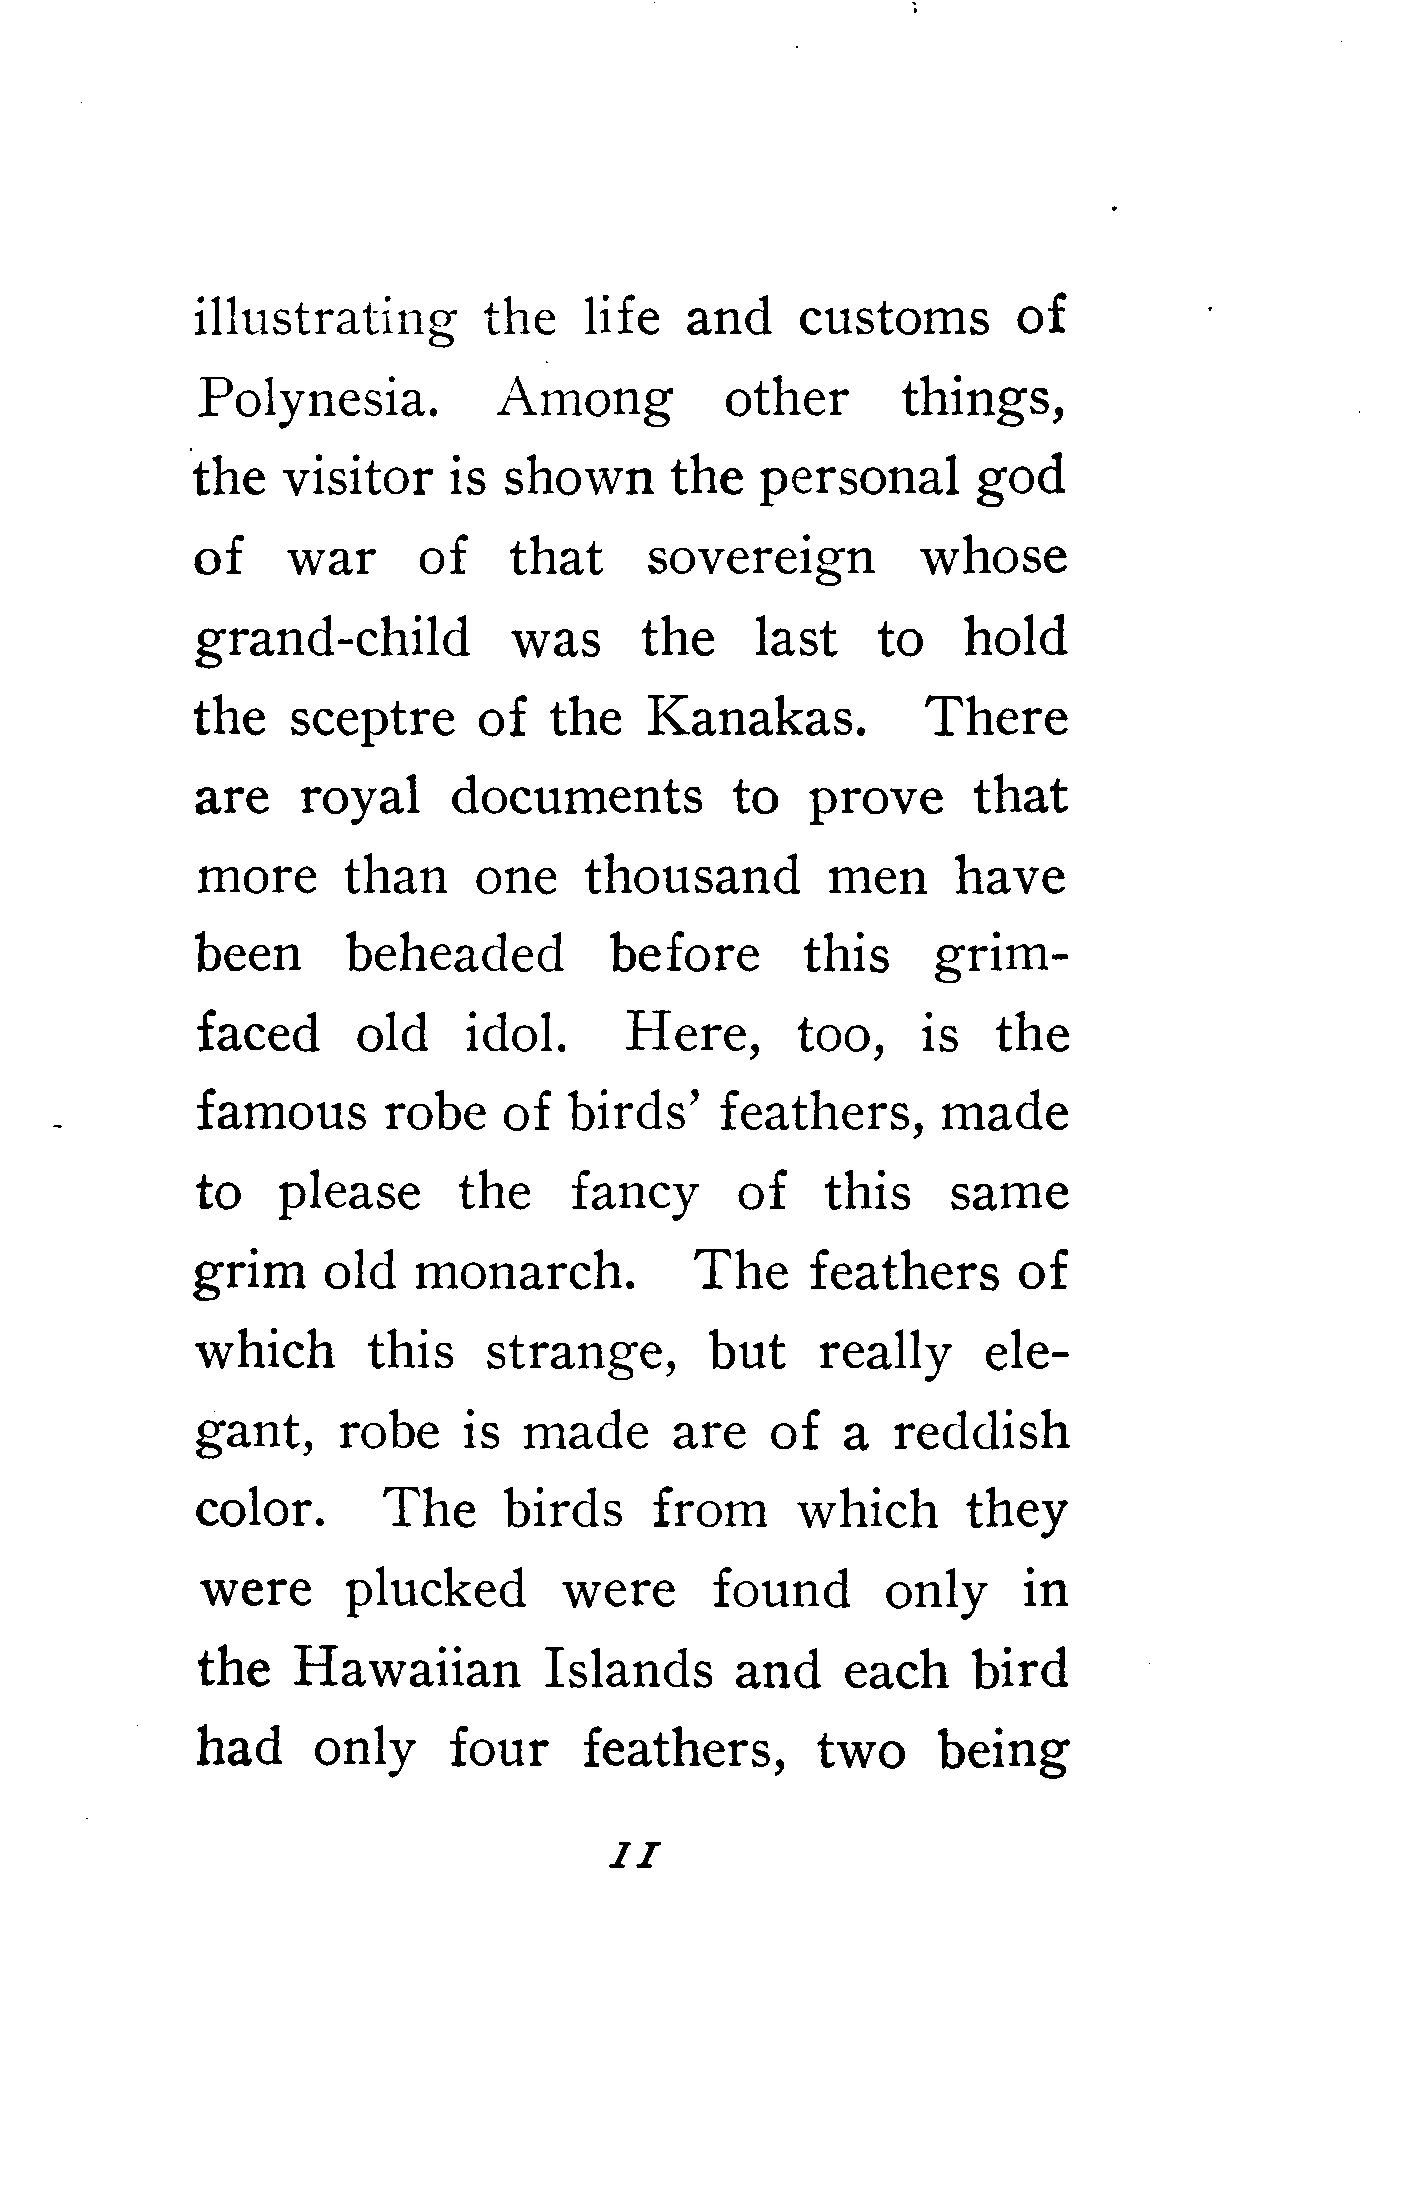 illustrating the life and customs of
Polynesia. Among other things,
the visitor is shown the personal god
of war of that sovereign whose
grand-child was the last to hold
the sceptre of the Kanakas. There
are royal documents to prove that
more than one thousand men have
been beheaded before this grim-
faced old idol. Here, too, is the
famous robe of birds' feathers, made
to please the fancy of this same
grim old monarch. The feathers of
which this strange, but really ele-
gant, robe is made are of a reddish
color. The birds from which they
were plucked were found only in
the Hawaiian Islands and each bird
had only four feathers, two being
11